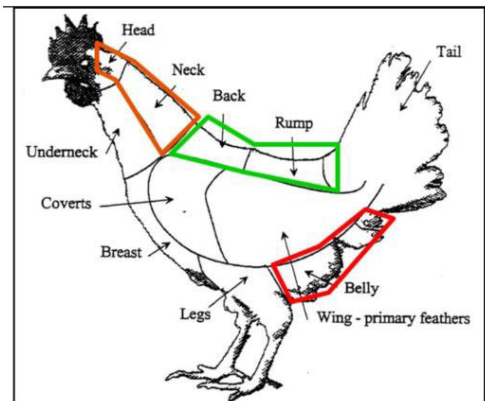 Head
Tail
Neck
Back
Rump
Underneck
Coverts
Breast
Belly
Legs
Wing - primary feathers